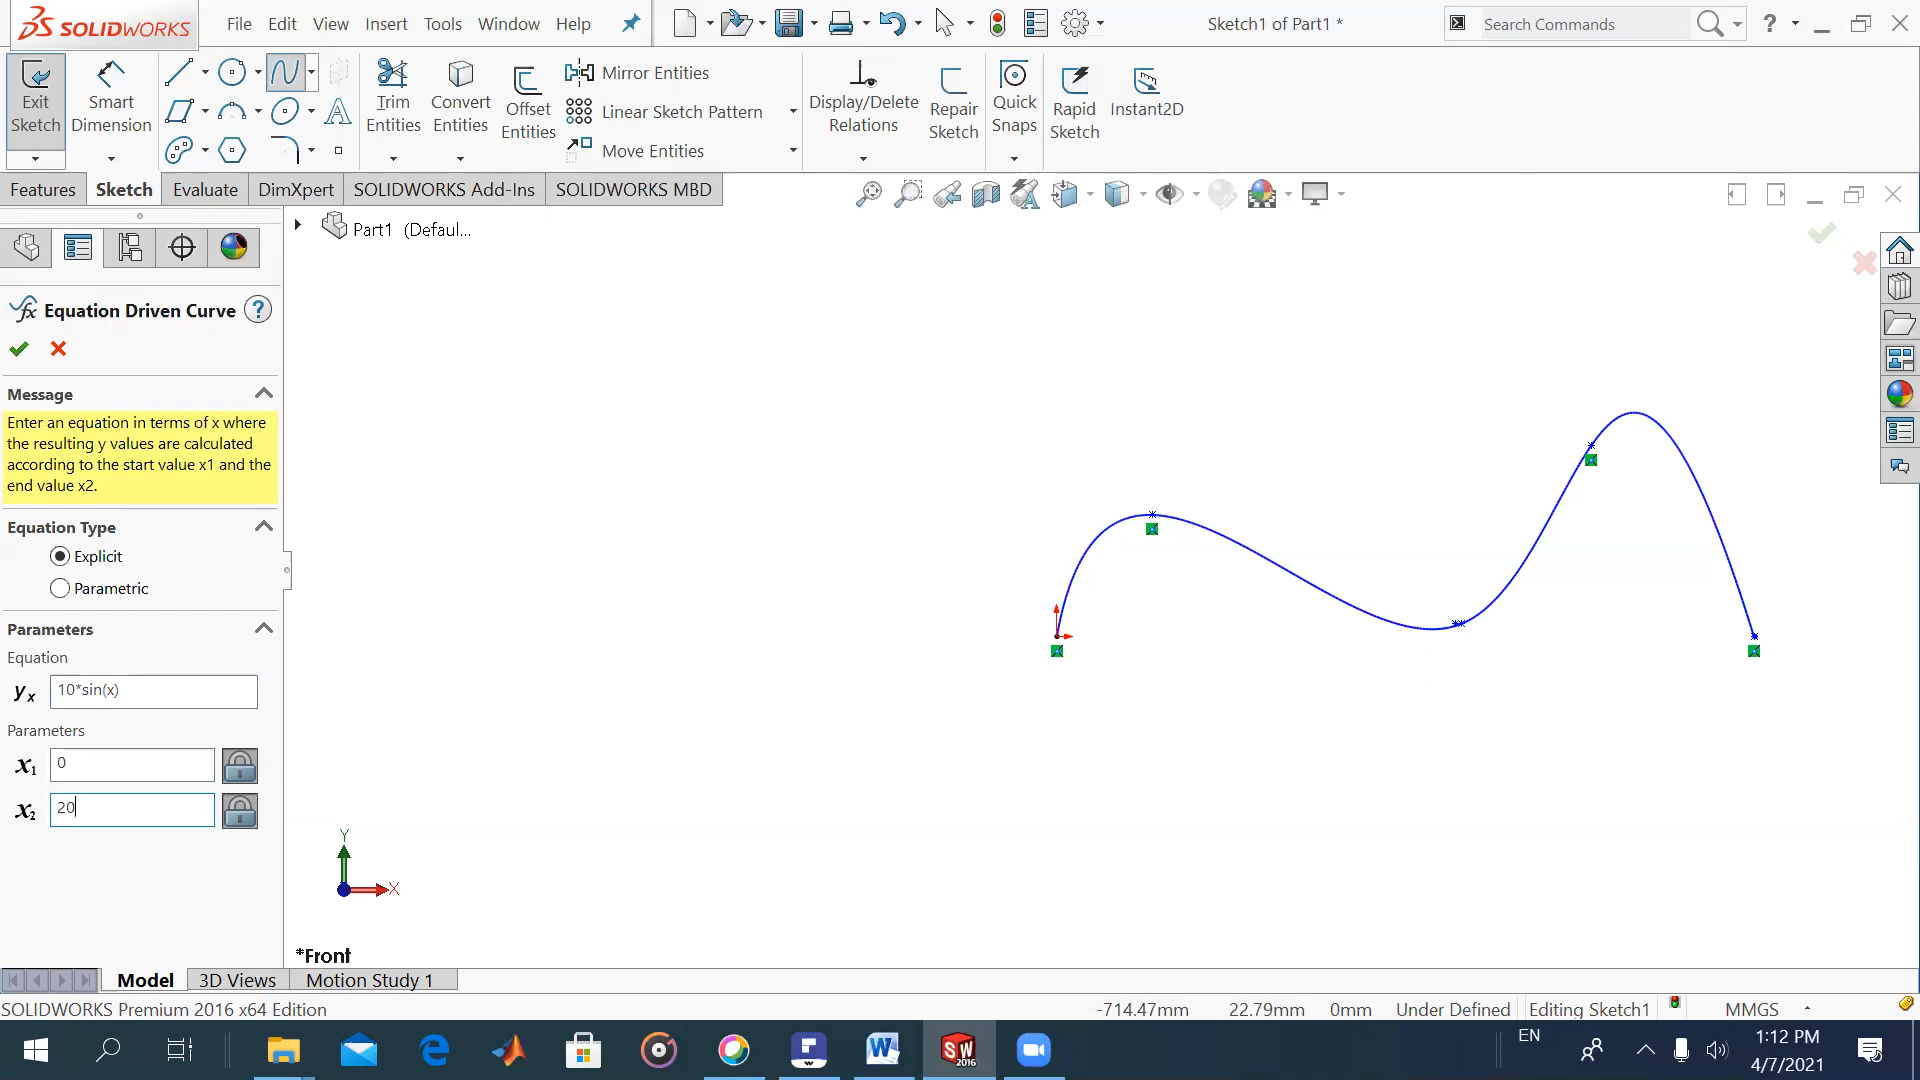 SOLIDWORKS File Edit View Insert Tools Window Help Sketch1 of Part1 * Search Commands ?
Exit Sketch
Smart Dimension
Trim Entities
Convert Entities
Offset Entities
Mirror Entities
Linear Sketch Pattern
Move Entities
Display/Delete Relations
Repair Sketch
Quick Snaps
Rapid Sketch
Instant2D
Features Sketch Evaluate DimXpert SOLIDWORKS Add-Ins SOLIDWORKS MBD
Part1 (Defaul...
Equation Driven Curve ?
Message
Enter an equation in terms of x where
the resulting y values are calculated
according to the start value x1 and the
end value x2.
Equation Type
Explicit
Parametric
Parameters
Equation
yx 10*sin(x)
Parameters
x1 0
x2 20
Y
X
*Front
Model 3D Views Motion Study 1
SOLIDWORKS Premium 2016 x64 Edition -714.47mm 22.79mm 0mm Under Defined Editing Sketch1 MMGS
SW 2016
EN
1:12 PM
4/7/2021